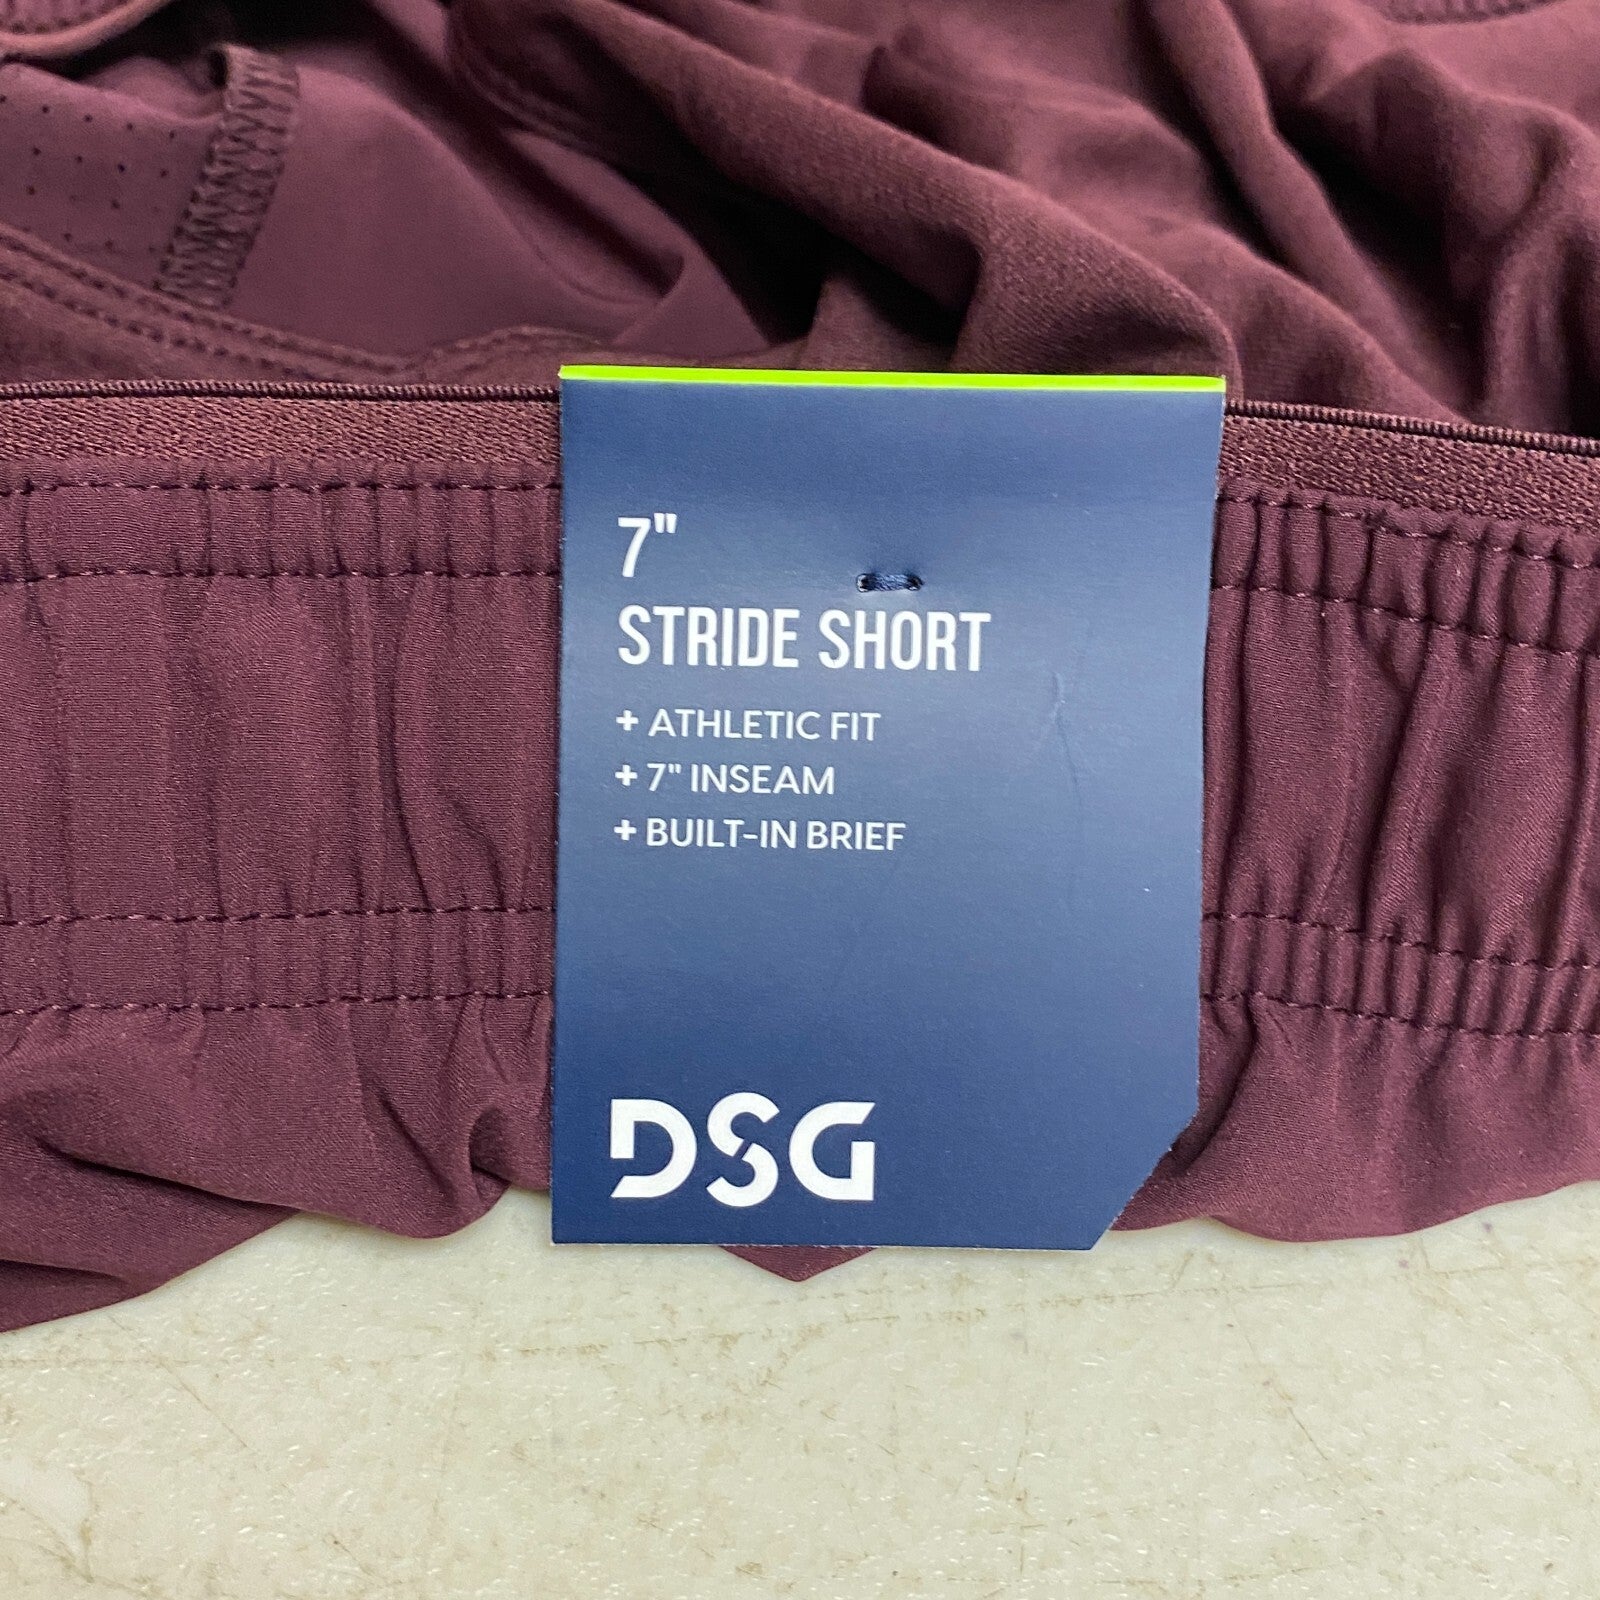 7"
STRIDE SHORT
+ ATHLETIC FIT
+ 7" INSEAM
+ BUILT-IN BRIEF
DSG